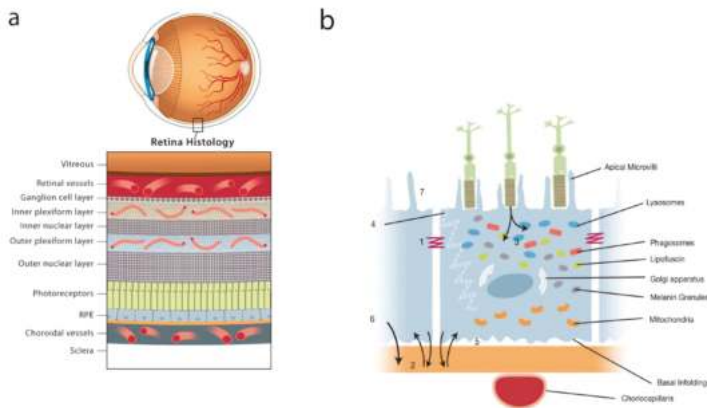 a
Retina Histology
Vitreous
Retinal vessels
Ganglion cell layer
Inner plexiform layer
Inner nuclear layer
Outer plexiform layer
Outer nuclear layer
Photoreceptors
RPE
Choroidal vessels
Sclera
b
Apical Microvilli
7
Lysosomes
4
1
3
Phagosomes
Lipofuscin
Golgi apparatus
Melanin Granules
Mitochondria
6
5
2
Basal Infolding
Choriocapillaris